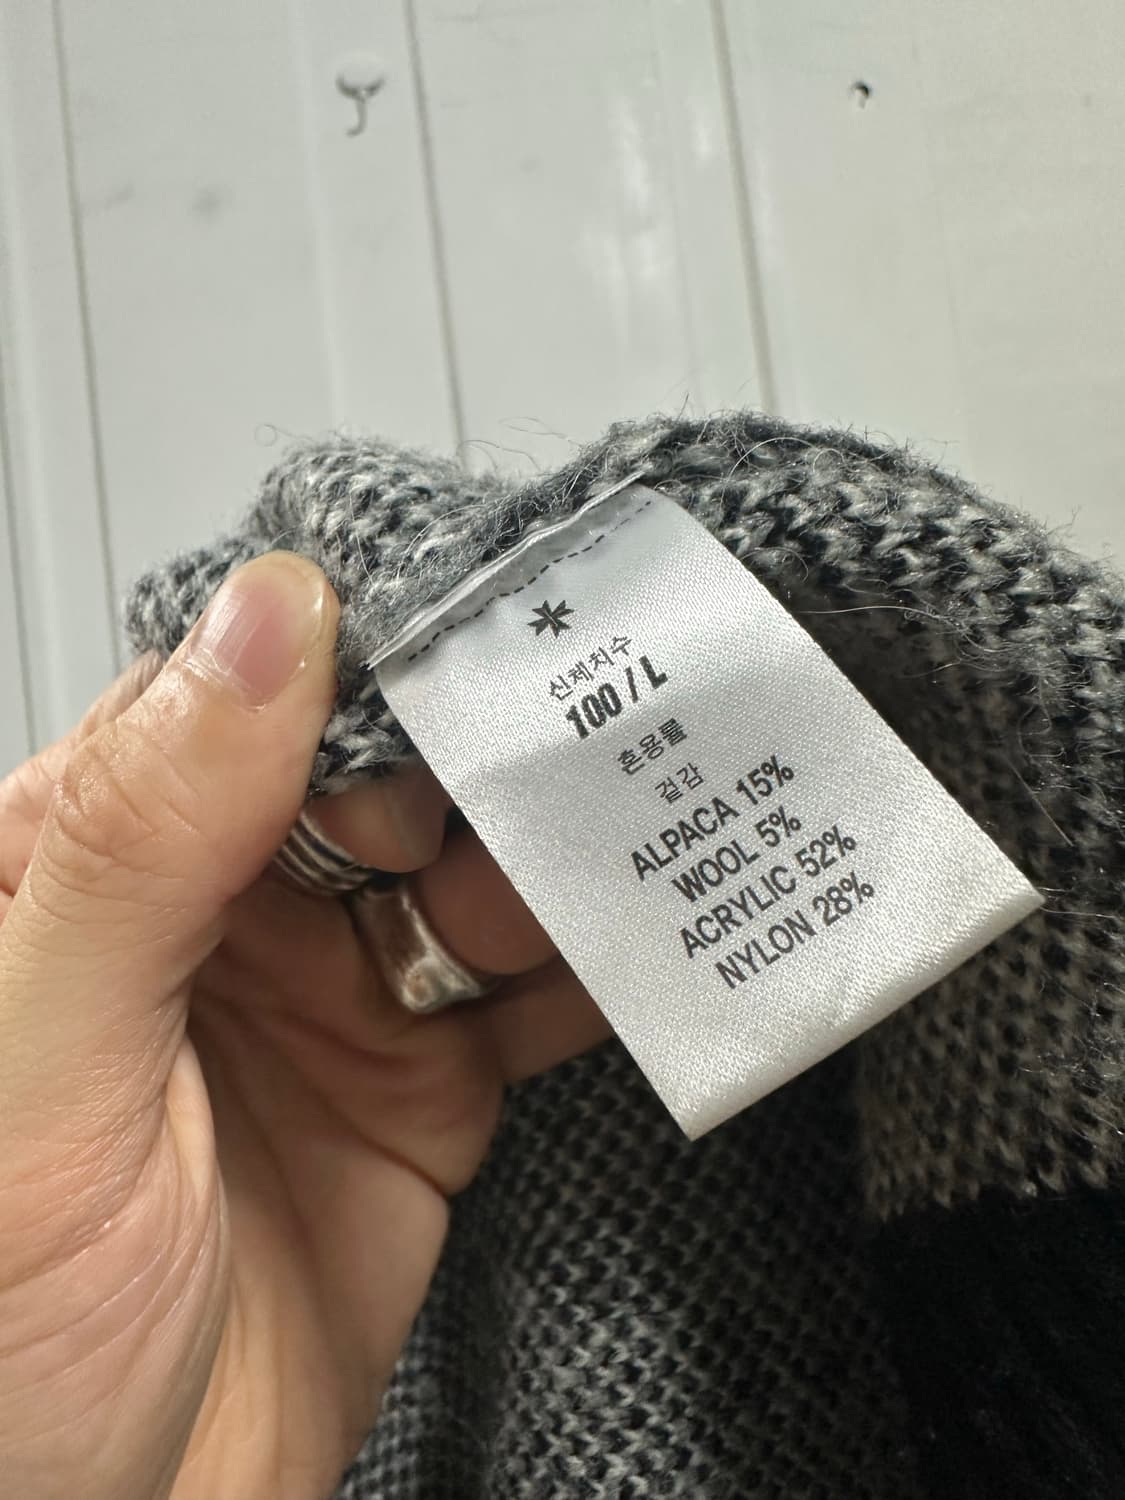 신체치수
100 / L
혼용률
겉감
ALPACA 15%
WOOL 5%
ACRYLIC 52%
NYLON 28%